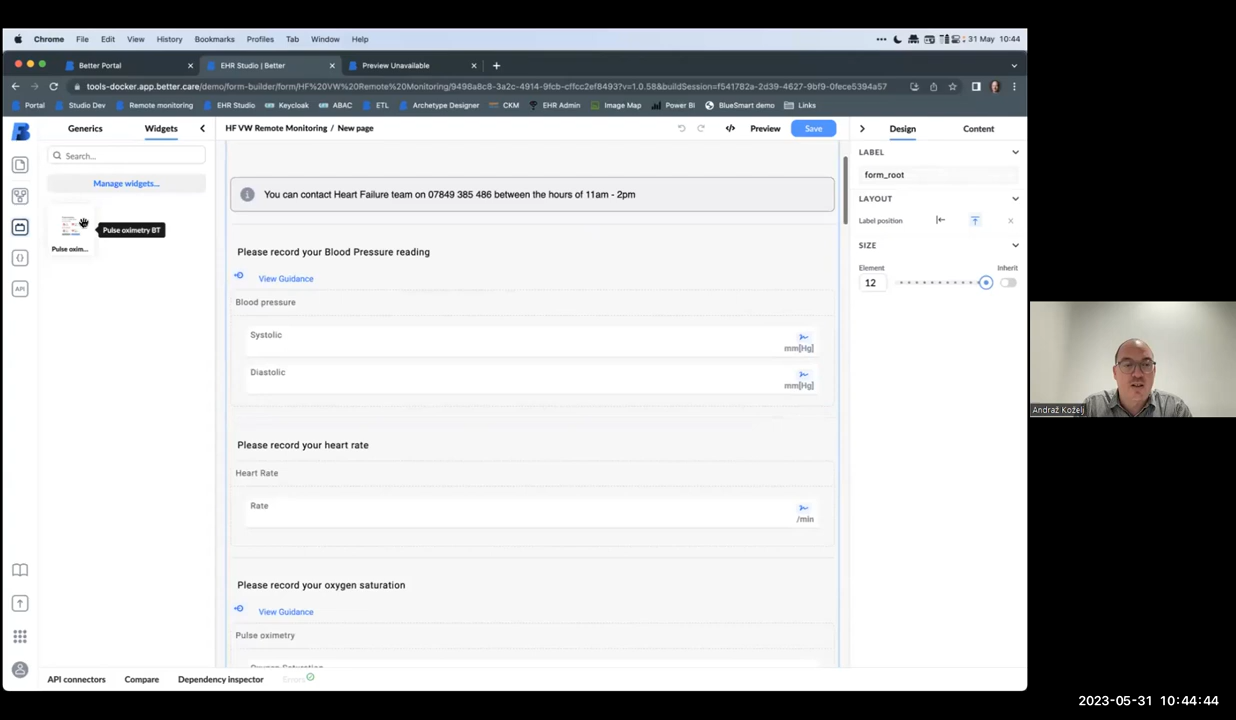 Chrome File Edit View History Bookmarks Profiles Tab Window Help 31 May 10:44
Better Portal EHR Studio | Better Preview Unavailable
tools-docker.app.better.care/demo/form-builder/form/HF%20VW%20Remote%20Monitoring/9498a8c8-3a2c-4914-9fcb-cffcc2ef8493?v=1.0.58&buildSession=f541782a-2d39-4627-9bf9-0fece5394a57
Portal Studio Dev Remote monitoring EHR Studio Keycloak ABAC ETL Archetype Designer CKM EHR Admin Image Map Power BI BlueSmart demo Links
Generics Widgets HF VW Remote Monitoring / New page Preview Save Design Content
Search...
Manage widgets...
Pulse oxim...
Pulse oximetry BT
You can contact Heart Failure team on 07849 385 486 between the hours of 11am - 2pm
Please record your Blood Pressure reading
View Guidance
Blood pressure
Systolic
mm[Hg]
Diastolic
mm[Hg]
Please record your heart rate
Heart Rate
Rate
/min
Please record your oxygen saturation
View Guidance
Pulse oximetry
Oxygen Saturation
LABEL
form_root
LAYOUT
Label position
SIZE
Element Inherit
12
API
API connectors Compare Dependency inspector Errors
Andraž Koželj
2023-05-31 10:44:44